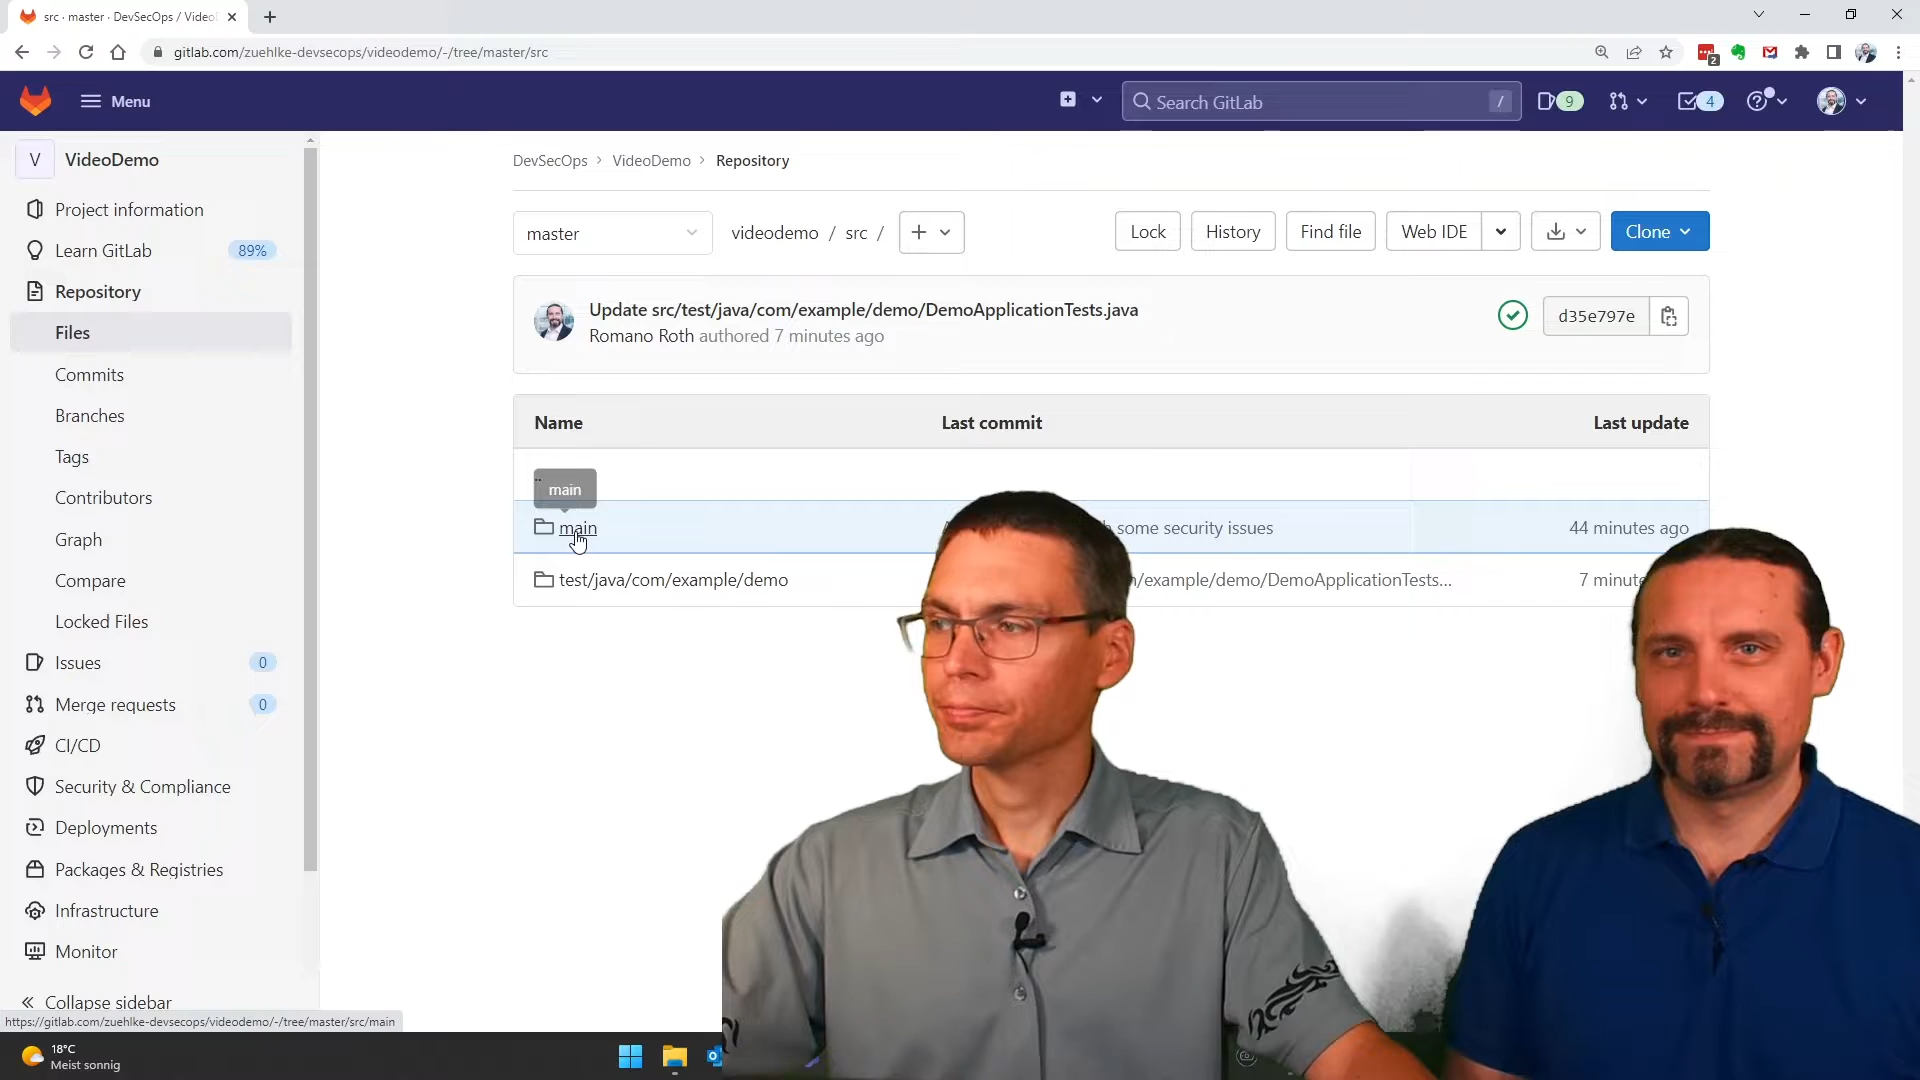 src · master · DevSecOps / Video
gitlab.com/zuehlke-devsecops/videodemo/-/tree/master/src
2
Menu
Search GitLab
/
9
4
V
VideoDemo
Project information
Learn GitLab
89%
Repository
Files
Commits
Branches
Tags
Contributors
Graph
Compare
Locked Files
Issues
0
Merge requests
0
CI/CD
Security & Compliance
Deployments
Packages & Registries
Infrastructure
Monitor
Collapse sidebar
DevSecOps > VideoDemo > Repository
master
videodemo / src /
Lock
History
Find file
Web IDE
Clone
Update src/test/java/com/example/demo/DemoApplicationTests.java
Romano Roth authored 7 minutes ago
d35e797e
Name
Last commit
Last update
..
main
main
some security issues
44 minutes ago
test/java/com/example/demo
/example/demo/DemoApplicationTests...
7
https://gitlab.com/zuehlke-devsecops/videodemo/-/tree/master/src/main
18°C
Meist sonnig